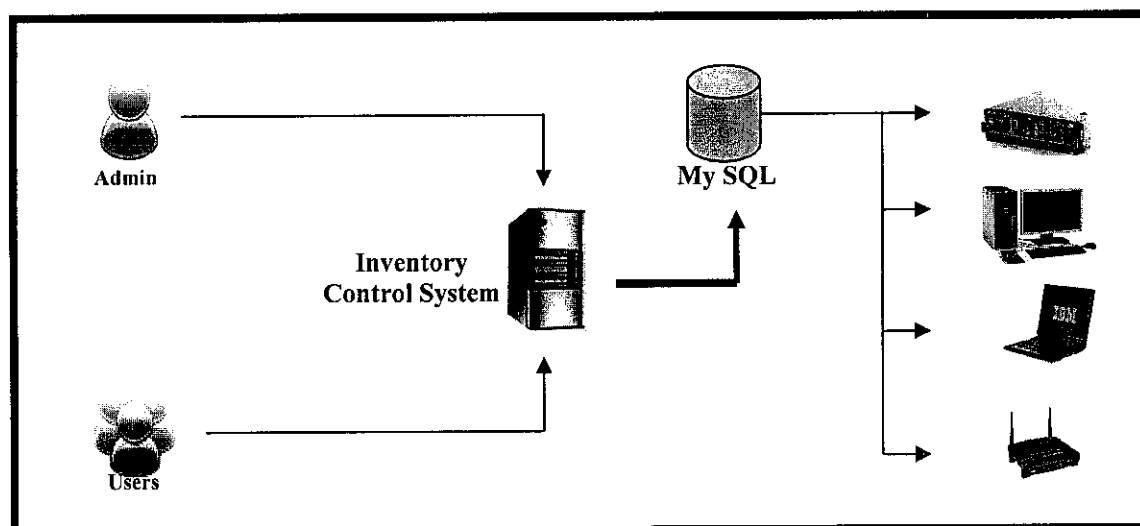 Admin
My SQL
Inventory
Control System
IBM
Users